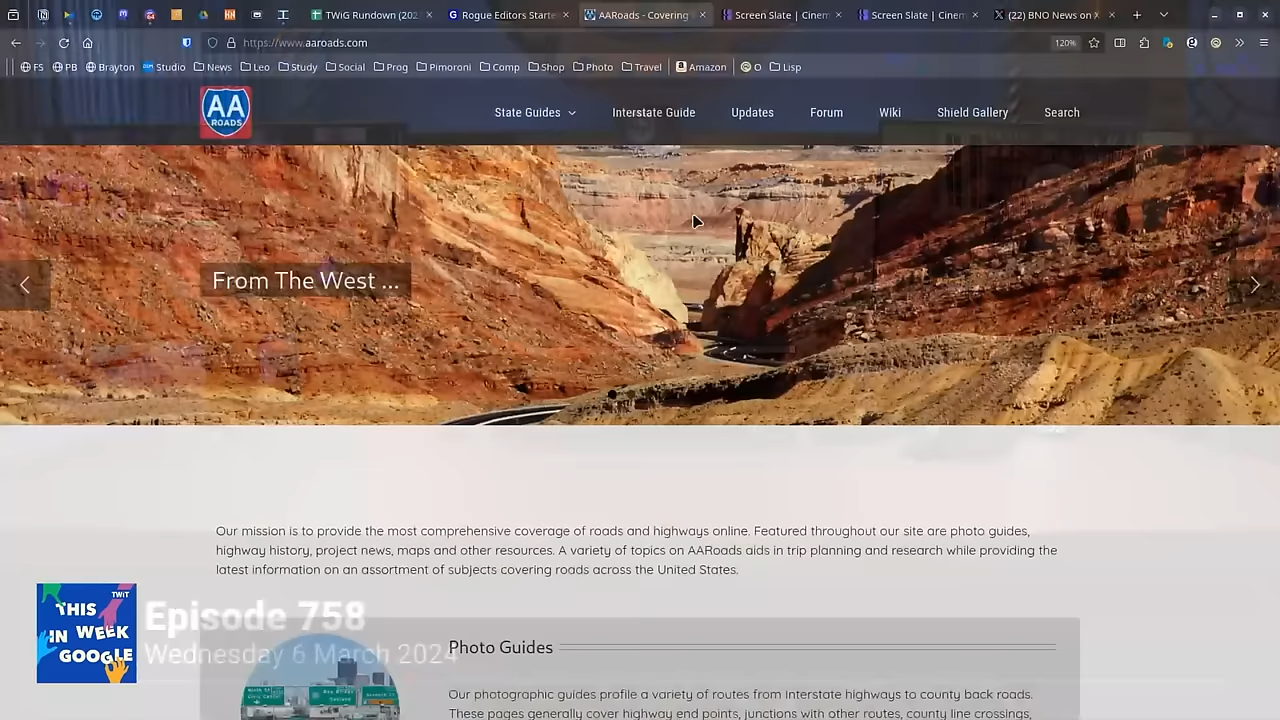 TWiG Rundown (202
Rogue Editors Starte
AARoads - Covering
Screen Slate | Cinem
Screen Slate | Cinem
(22) BNO News on X
https://www.aaroads.com
120%
FS
PB
Brayton
Studio
News
Leo
Study
Social
Prog
Pimoroni
Comp
Shop
Photo
Travel
Amazon
O
Lisp
AA
ROADS
State Guides
Interstate Guide
Updates
Forum
Wiki
Shield Gallery
Search
From The West ...
Our mission is to provide the most comprehensive coverage of roads and highways online. Featured throughout our site are photo guides,
highway history, project news, maps and other resources. A variety of topics on AARoads aids in trip planning and research while providing the
latest information on an assortment of subjects covering roads across the United States.
TWiT
THIS
IN WEEK
GOOGLE
Episode 758
Wednesday 6 March 2024
Photo Guides
Our photographic guides profile a variety of routes from Interstate highways to county back roads.
These pages generally cover highway end points, junctions with other routes, county line crossings,